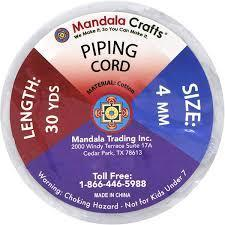 Mandala Crafts®
We Make It, So You Can Make It.
PIPING
CORD
MATERIAL: Cotton
LENGTH:
30 YDS
SIZE:
4 MM
Mandala Trading Inc.
2000 Windy Terrace Suite 17A
Cedar Park, TX 78613
Toll Free:
1-866-446-5988
MADE IN CHINA
Warning: Choking Hazard - Not for Kids Under 7